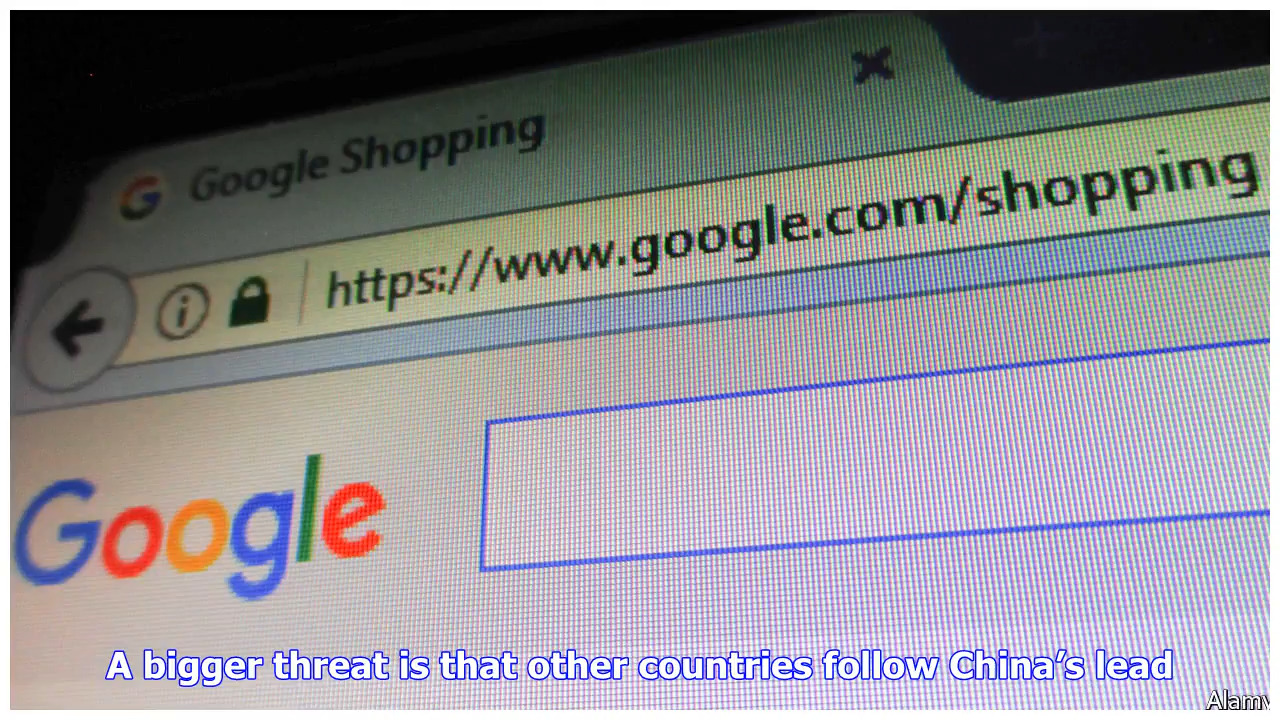 Google Shopping
https://www.google.com/shopping
Google
A bigger threat is that other countries follow China’s lead
Alamy